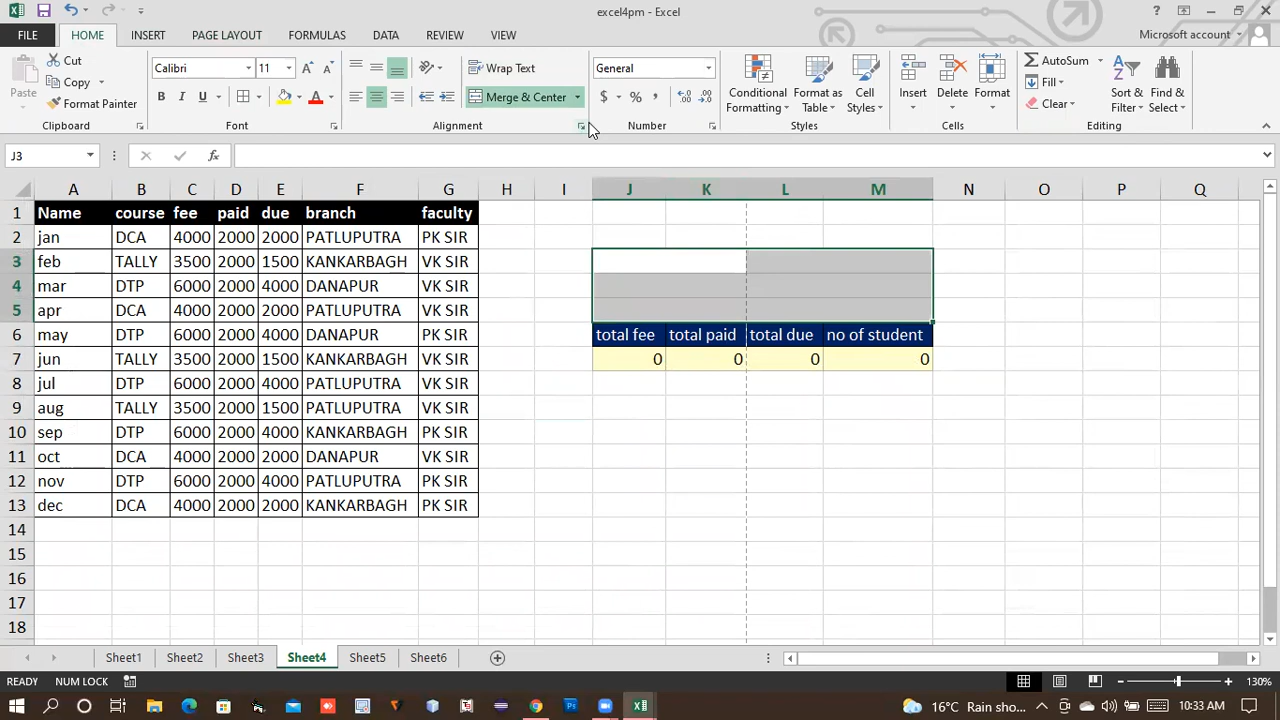 excel4pm - Excel
?
FILE HOME INSERT PAGE LAYOUT FORMULAS DATA REVIEW VIEW Microsoft account
Paste Cut Copy Format Painter
Calibri 11 B I U A
Wrap Text Merge & Center
General $ % ,
Conditional Formatting Format as Table Cell Styles
Insert Delete Format
AutoSum Fill Clear Sort & Filter Find & Select
Clipboard Font Alignment Number Styles Cells Editing
J3 fx
A B C D E F G H I J K L M N O P Q
1 Name course fee paid due branch faculty
2 jan DCA 4000 2000 2000 PATLUPUTRA PK SIR
3 feb TALLY 3500 2000 1500 KANKARBAGH VK SIR
4 mar DTP 6000 2000 4000 DANAPUR VK SIR
5 apr DCA 4000 2000 2000 PATLUPUTRA VK SIR
6 may DTP 6000 2000 4000 DANAPUR PK SIR total fee total paid total due no of student
7 jun TALLY 3500 2000 1500 KANKARBAGH VK SIR 0 0 0 0
8 jul DTP 6000 2000 4000 PATLUPUTRA VK SIR
9 aug TALLY 3500 2000 1500 PATLUPUTRA VK SIR
10 sep DTP 6000 2000 4000 KANKARBAGH PK SIR
11 oct DCA 4000 2000 2000 DANAPUR VK SIR
12 nov DTP 6000 2000 4000 PATLUPUTRA PK SIR
13 dec DCA 4000 2000 2000 KANKARBAGH PK SIR
14
15
16
17
18
Sheet1 Sheet2 Sheet3 Sheet4 Sheet5 Sheet6
READY NUM LOCK 130%
16°C Rain sho... 10:33 AM